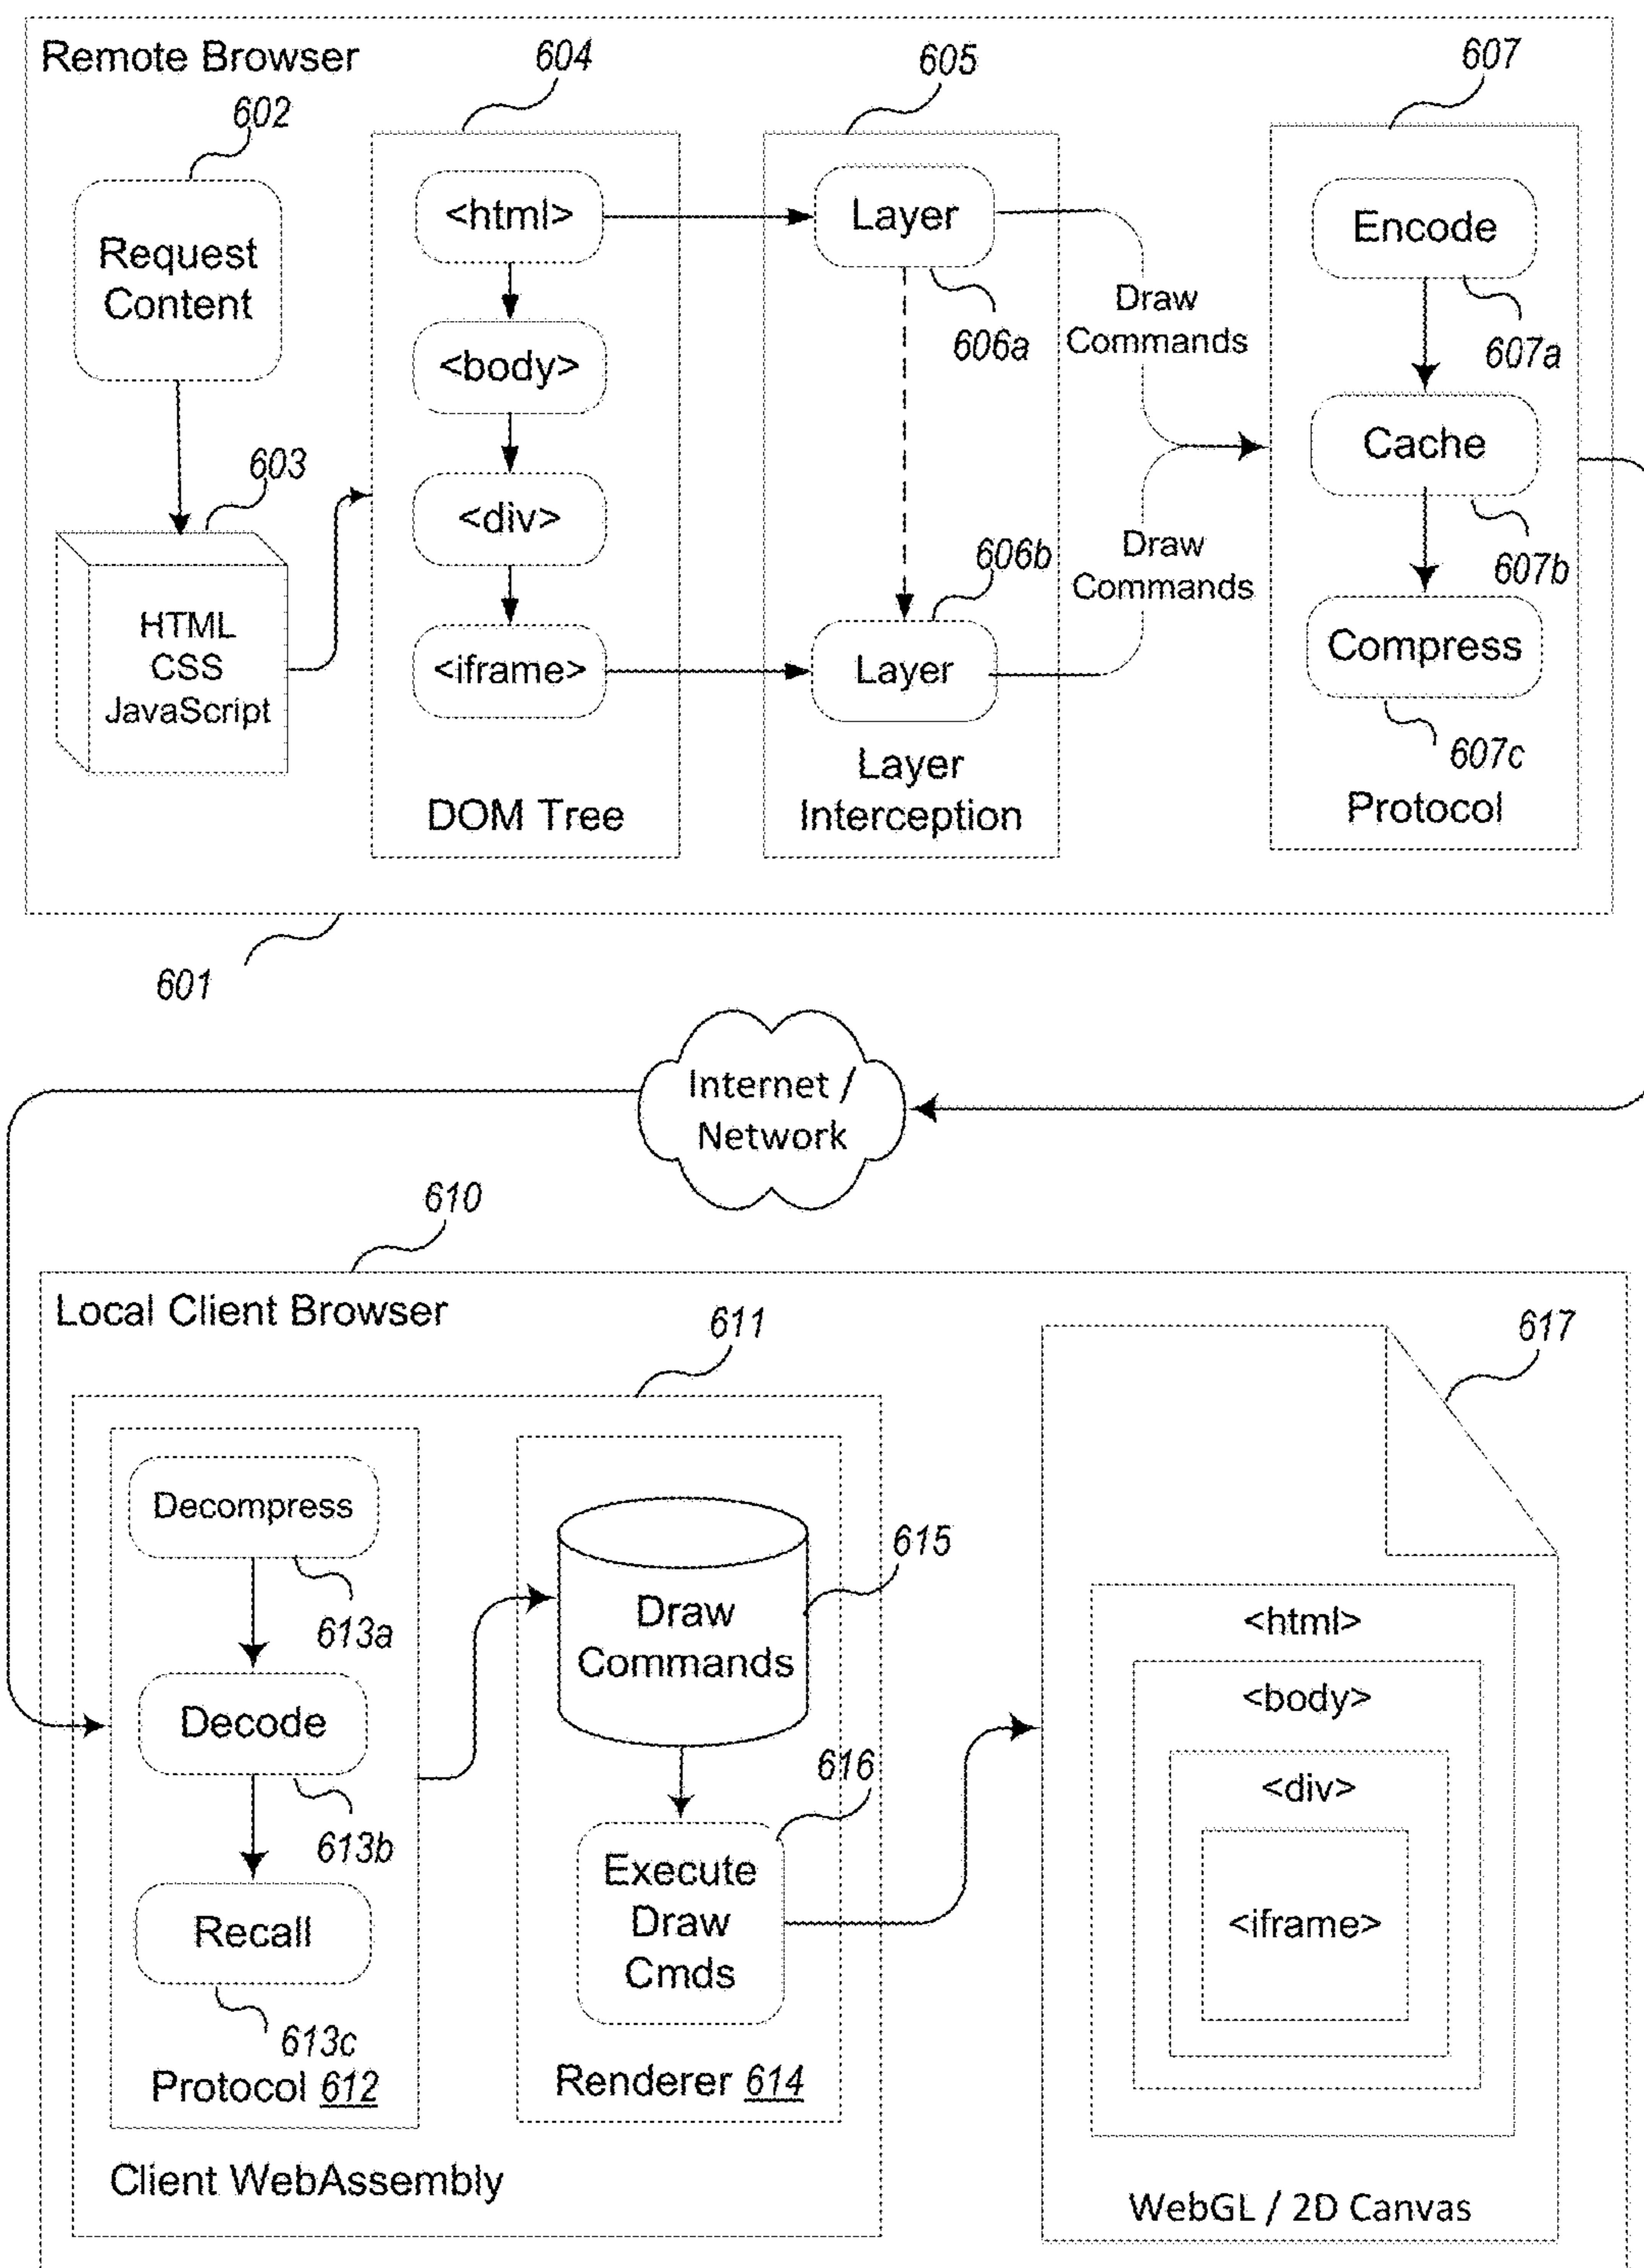 Remote Browser
604
605
607
602
Request
Content
603
HTML
CSS
JavaScript
<html>
<body>
<div>
<iframe>
DOM Tree
Layer
606a
606b
Layer
Layer
Interception
Draw
Commands
Draw
Commands
Encode
607a
Cache
607b
Compress
607c
Protocol
601
Internet /
Network
610
Local Client Browser
611
617
Decompress
613a
Decode
613b
Recall
613c
Protocol 612
615
Draw
Commands
616
Execute
Draw
Cmds
Renderer 614
Client WebAssembly
<html>
<body>
<div>
<iframe>
WebGL / 2D Canvas